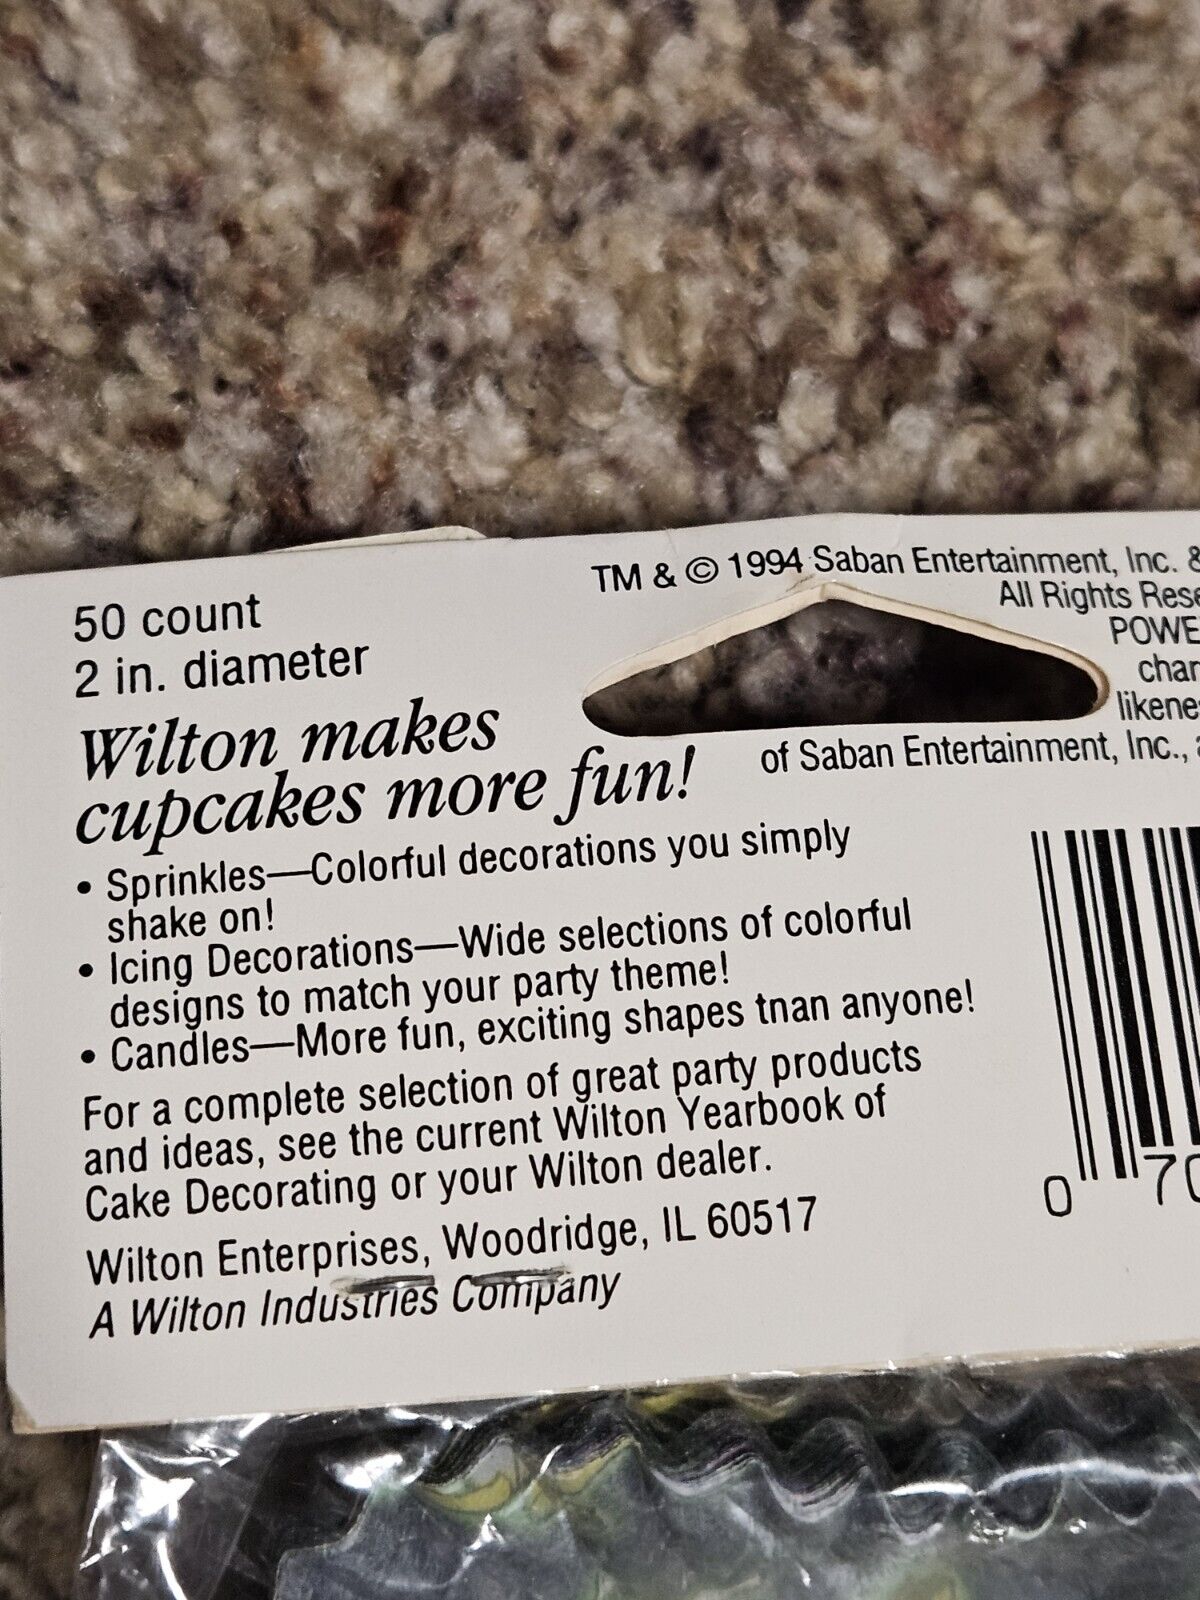 50 count
2 in. diameter
Wilton makes
cupcakes more fun!
• Sprinkles—Colorful decorations you simply
shake on!
• Icing Decorations—Wide selections of colorful
designs to match your party theme!
• Candles—More fun, exciting shapes tnan anyone!
For a complete selection of great party products
and ideas, see the current Wilton Yearbook of
Cake Decorating or your Wilton dealer.
Wilton Enterprises, Woodridge, IL 60517
A Wilton Industries Company
TM & © 1994 Saban Entertainment, Inc. &
All Rights Rese
POWE
char
likene
of Saban Entertainment, Inc.,
0 70